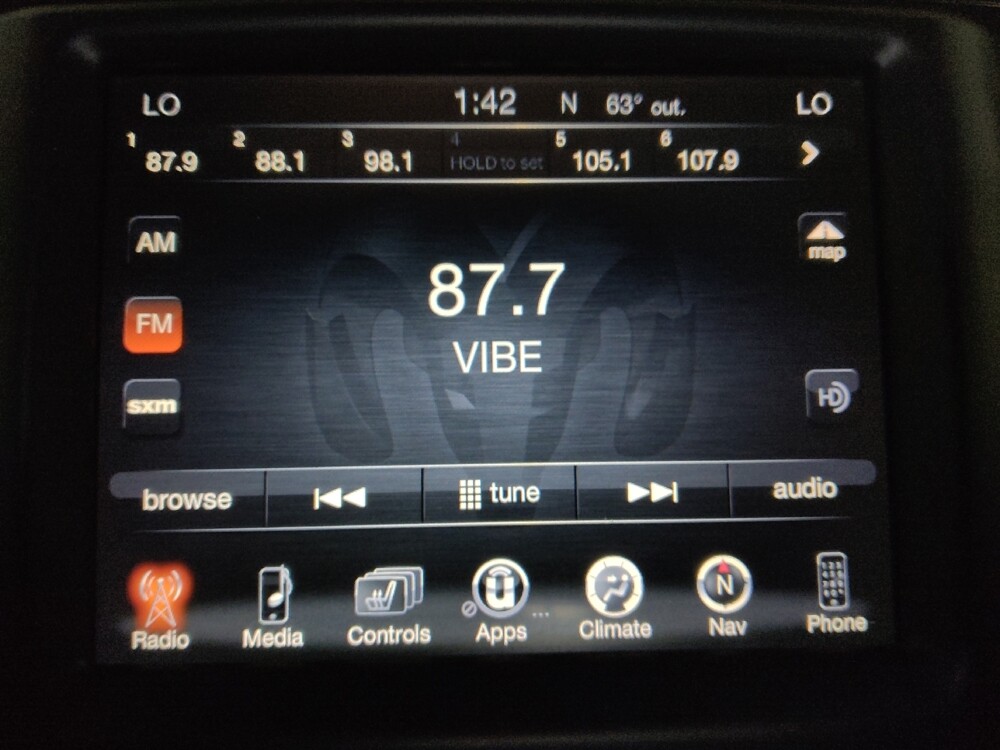 LO 1:42 N 63° out. LO
1 87.9 2 88.1 3 98.1 4 HOLD to set 5 105.1 6 107.9
AM
map
87.7
FM
VIBE
sxm
HD
browse tune audio
Radio Media Controls Apps ... Climate N Nav Phone